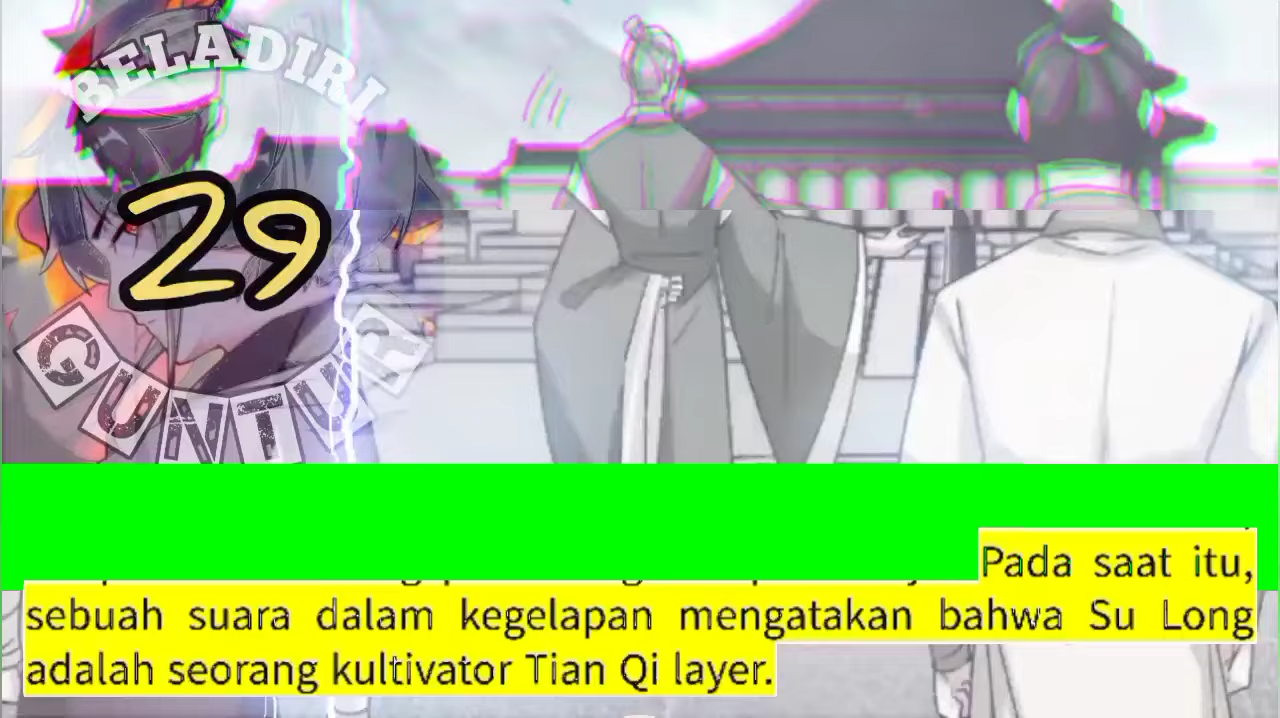 BELADIRI
29
GUNTUR
Pada saat itu,
sebuah suara dalam kegelapan mengatakan bahwa Su Long
adalah seorang kultivator Tian Qi layer.